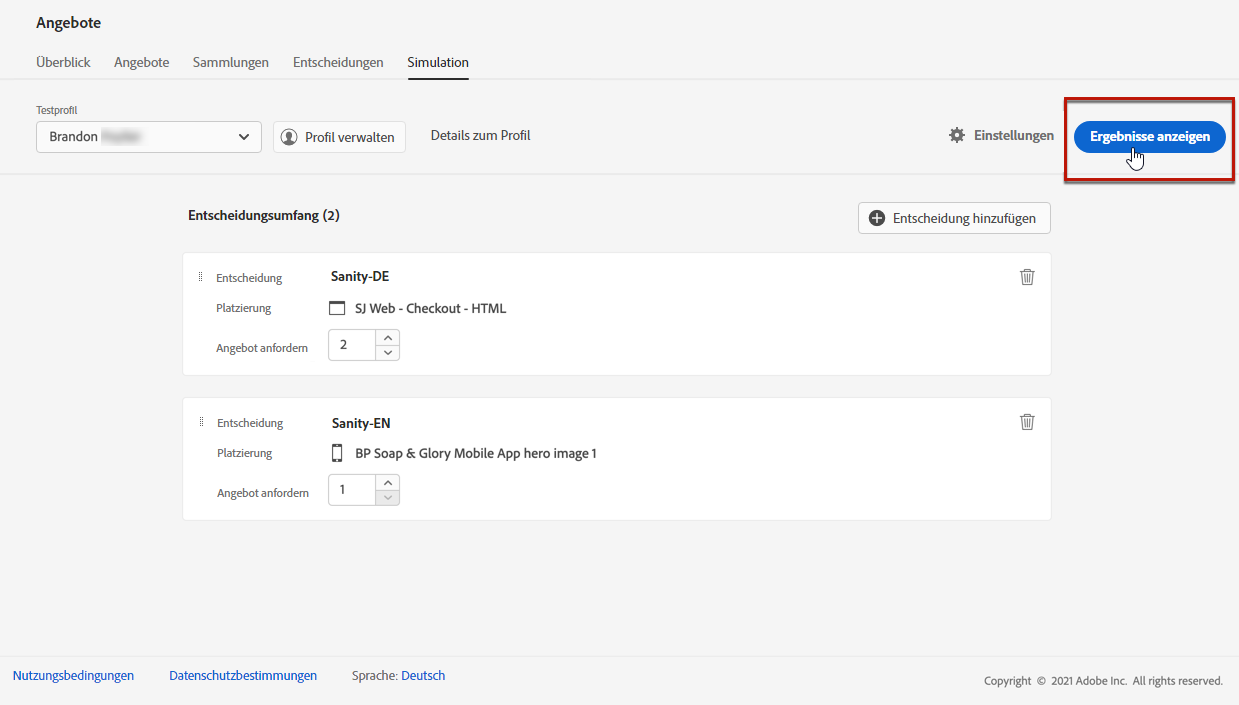 Angebote
Überblick Angebote Sammlungen Entscheidungen Simulation
Testprofil
Brandon
Profil verwalten
Details zum Profil
Einstellungen
Ergebnisse anzeigen
Entscheidungsumfang (2)
Entscheidung hinzufügen
Entscheidung Sanity-DE
Platzierung SJ Web - Checkout - HTML
Angebot anfordern 2
Entscheidung Sanity-EN
Platzierung BP Soap & Glory Mobile App hero image 1
Angebot anfordern 1
Nutzungsbedingungen Datenschutzbestimmungen Sprache: Deutsch
Copyright © 2021 Adobe Inc. All rights reserved.